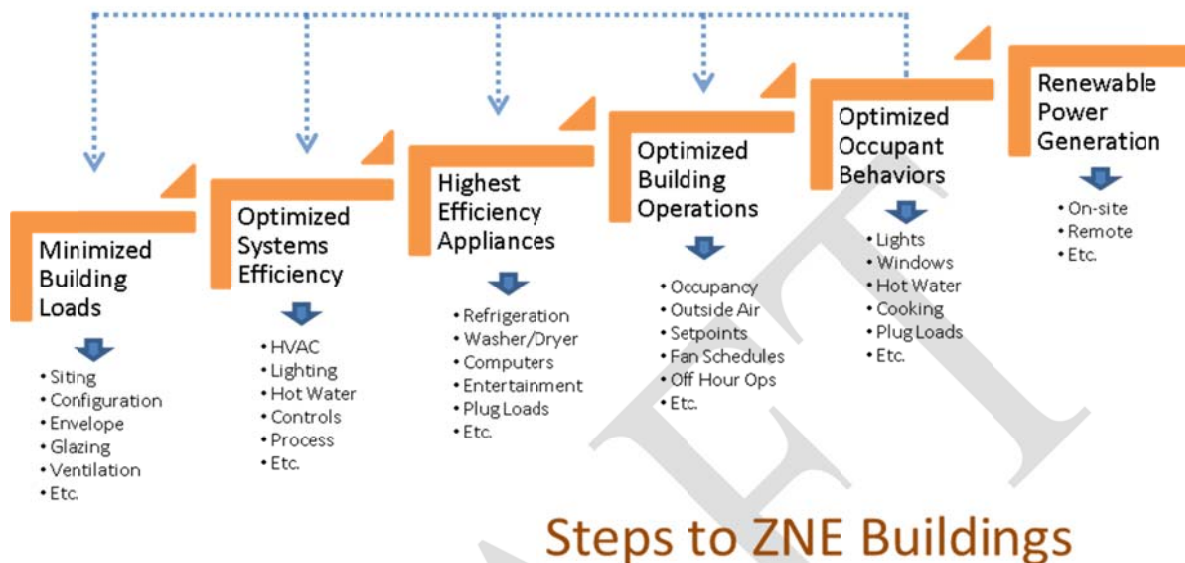 Minimized
Building
Loads
• Siting
• Configuration
• Envelope
• Glazing
• Ventilation
• Etc.
Optimized
Systems
Efficiency
• HVAC
• Lighting
• Hot Water
• Controls
• Process
• Etc.
Highest
Efficiency
Appliances
• Refrigeration
• Washer/Dryer
• Computers
• Entertainment
• Plug Loads
• Etc.
Optimized
Building
Operations
• Occupancy
• Outside Air
• Setpoints
• Fan Schedules
• Off Hour Ops
• Etc.
Optimized
Occupant
Behaviors
• Lights
• Windows
• Hot Water
• Cooking
• Plug Loads
• Etc.
Renewable
Power
Generation
• On-site
• Remote
• Etc.
Steps to ZNE Buildings